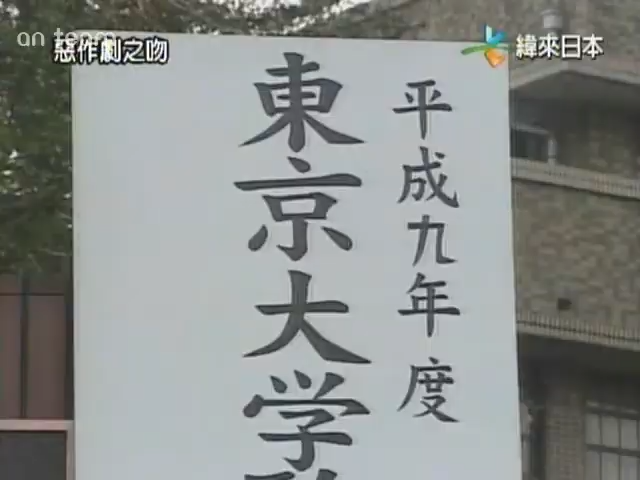 惡作劇之吻
緯來日本
平成九年度
東京大学